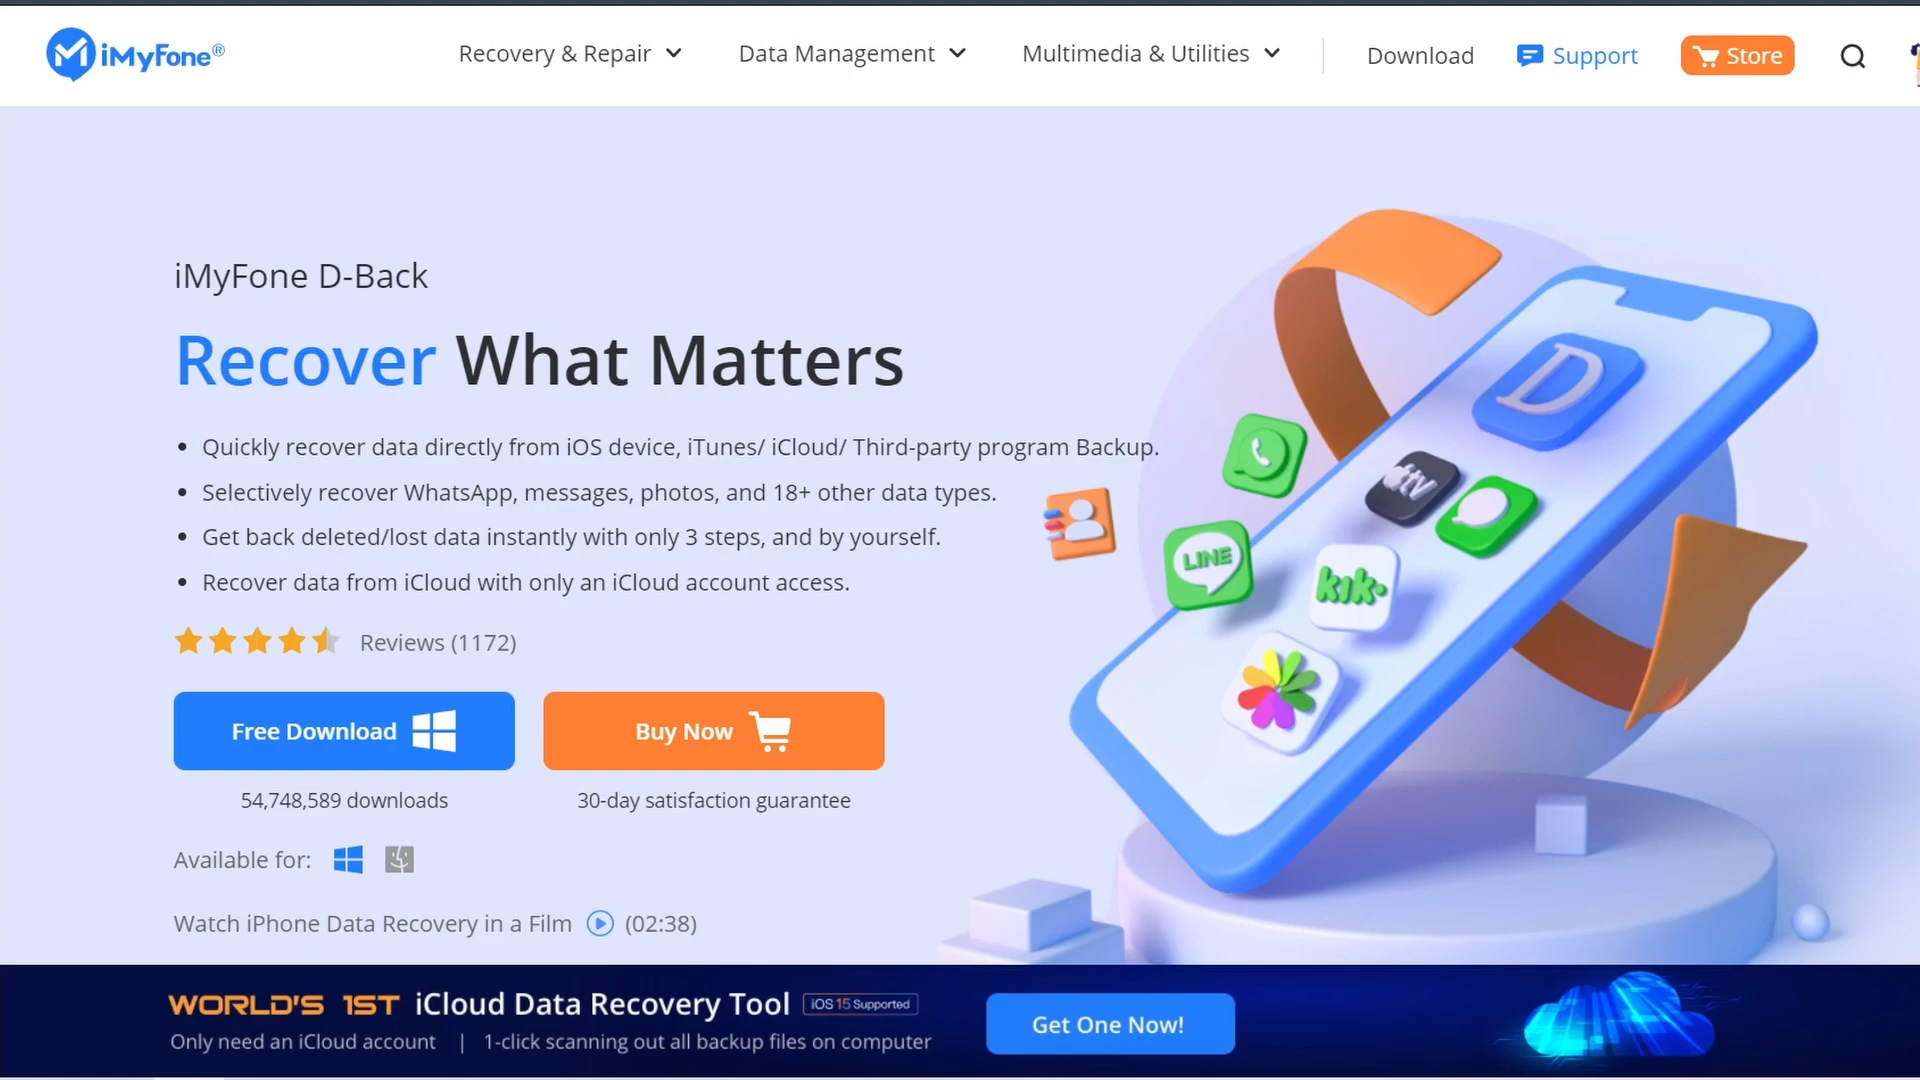 iMyFone®
Recovery & Repair
Data Management
Multimedia & Utilities
Download
Support
Store
iMyFone D-Back
Recover What Matters
Quickly recover data directly from iOS device, iTunes/ iCloud/ Third-party program Backup.
Selectively recover WhatsApp, messages, photos, and 18+ other data types.
Get back deleted/lost data instantly with only 3 steps, and by yourself.
Recover data from iCloud with only an iCloud account access.
Reviews (1172)
Free Download
Buy Now
54,748,589 downloads
30-day satisfaction guarantee
Available for:
Watch iPhone Data Recovery in a Film (02:38)
D
tv
LINE
kik·
WORLD'S 1ST iCloud Data Recovery Tool iOS 15 Supported
Only need an iCloud account | 1-click scanning out all backup files on computer
Get One Now!